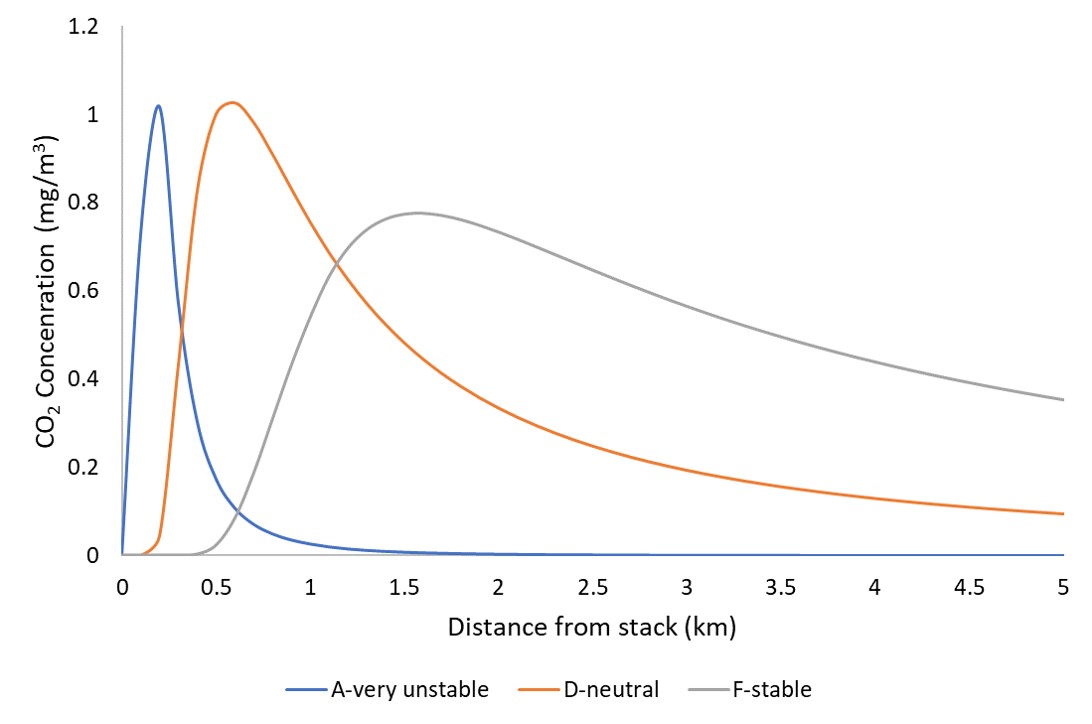 1.2
1
0.8
0.6
0.4
0.2
0
CO2 Concenration (mg/m3)
0 0.5 1 1.5 2 2.5 3 3.5 4 4.5 5
Distance from stack (km)
A-very unstable D-neutral F-stable